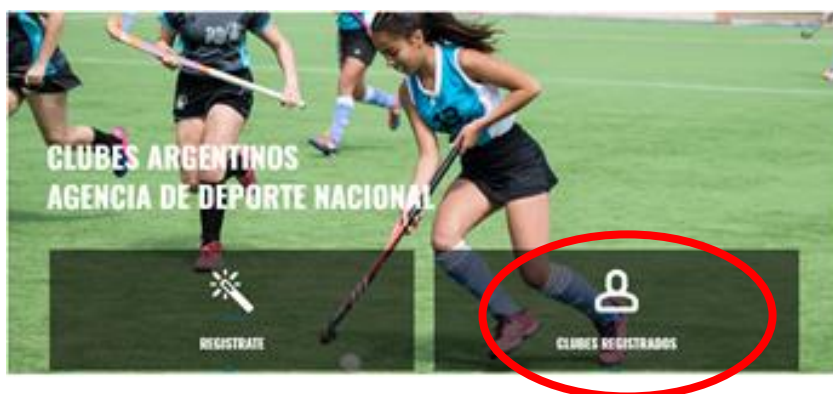 CLUBES ARGENTINOS
AGENCIA DE DEPORTE NACIONAL
REGISTRATE
CLUBES REGISTRADOS